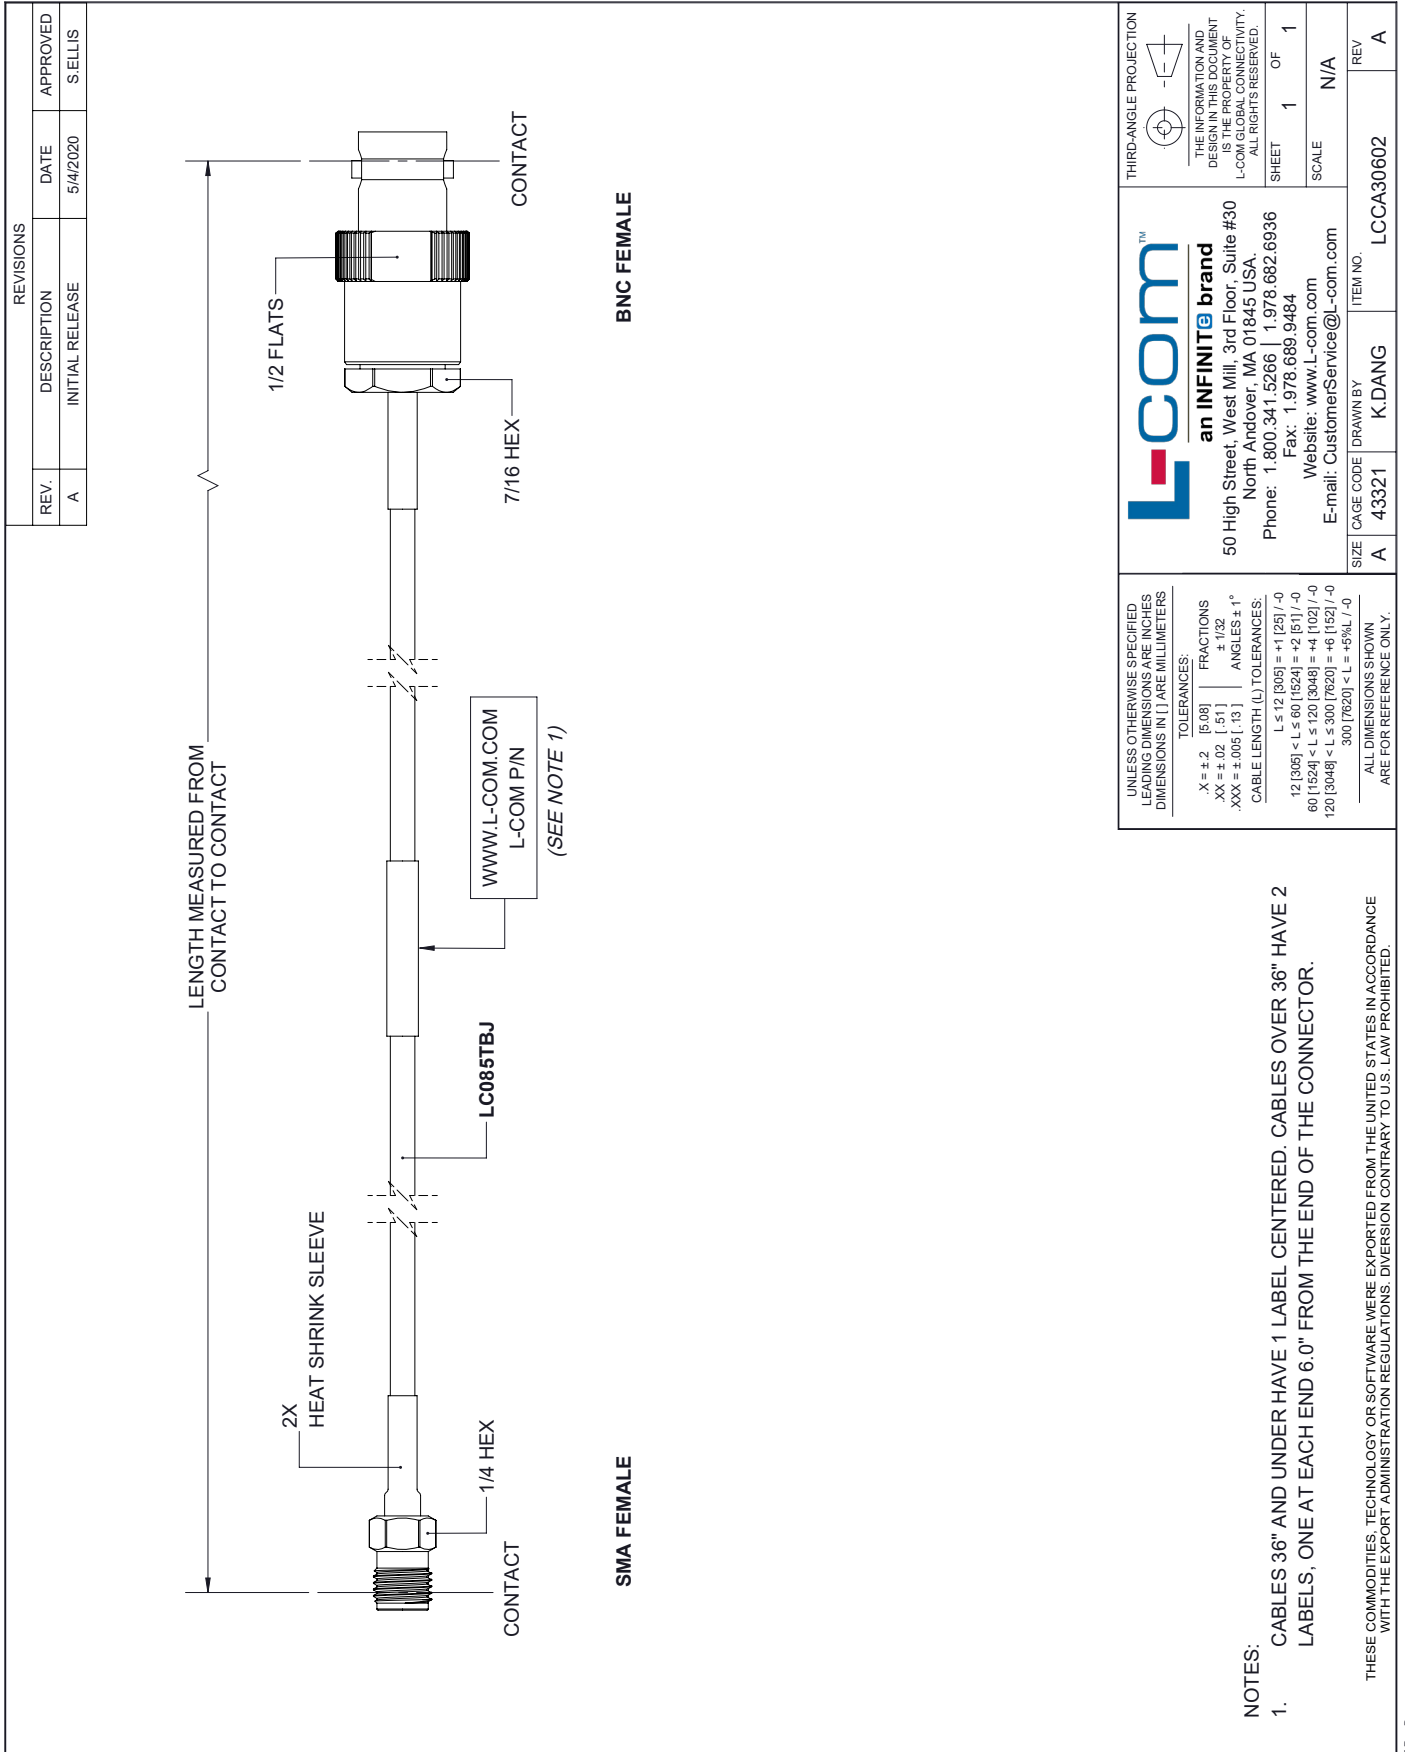 REVISIONS
REV. DESCRIPTION DATE APPROVED
A INITIAL RELEASE 5/4/2020 S.ELLIS
LENGTH MEASURED FROM
CONTACT TO CONTACT
2X
HEAT SHRINK SLEEVE
1/2 FLATS
1/4 HEX
LC085TBJ
WWW.L-COM.COM
L-COM P/N
(SEE NOTE 1)
7/16 HEX
CONTACT
CONTACT
SMA FEMALE
BNC FEMALE
NOTES:
1. CABLES 36" AND UNDER HAVE 1 LABEL CENTERED. CABLES OVER 36" HAVE 2
LABELS, ONE AT EACH END 6.0" FROM THE END OF THE CONNECTOR.
THESE COMMODITIES, TECHNOLOGY OR SOFTWARE WERE EXPORTED FROM THE UNITED STATES IN ACCORDANCE
WITH THE EXPORT ADMINISTRATION REGULATIONS. DIVERSION CONTRARY TO U.S. LAW PROHIBITED.
UNLESS OTHERWISE SPECIFIED
LEADING DIMENSIONS ARE INCHES
DIMENSIONS IN [ ] ARE MILLIMETERS
TOLERANCES:
.X = ± .2 [5.08] FRACTIONS
.XX = ± .02 [ .51 ] ± 1/32
.XXX = ± .005 [ .13 ] ANGLES ± 1°
CABLE LENGTH (L) TOLERANCES:
L ≤ 12 [305] = +1 [25] / -0
12 [305] < L ≤ 60 [1524] = +2 [51] / -0
60 [1524] < L ≤ 120 [3048] = +4 [102] / -0
120 [3048] < L ≤ 300 [7620] = +6 [152] / -0
300 [7620] < L = +5%L / -0
ALL DIMENSIONS SHOWN
ARE FOR REFERENCE ONLY.
L-com™
an INFINITe brand
50 High Street, West Mill, 3rd Floor, Suite #30
North Andover, MA 01845 USA.
Phone: 1.800.341.5266 | 1.978.682.6936
Fax: 1.978.689.9484
Website: www.L-com.com
E-mail: CustomerService@L-com.com
THIRD-ANGLE PROJECTION
THE INFORMATION AND
DESIGN IN THIS DOCUMENT
IS THE PROPERTY OF
L-COM GLOBAL CONNECTIVITY.
ALL RIGHTS RESERVED.
SHEET 1 OF 1
SCALE N/A
SIZE CAGE CODE DRAWN BY ITEM NO. REV
A 43321 K.DANG LCCA30602 A